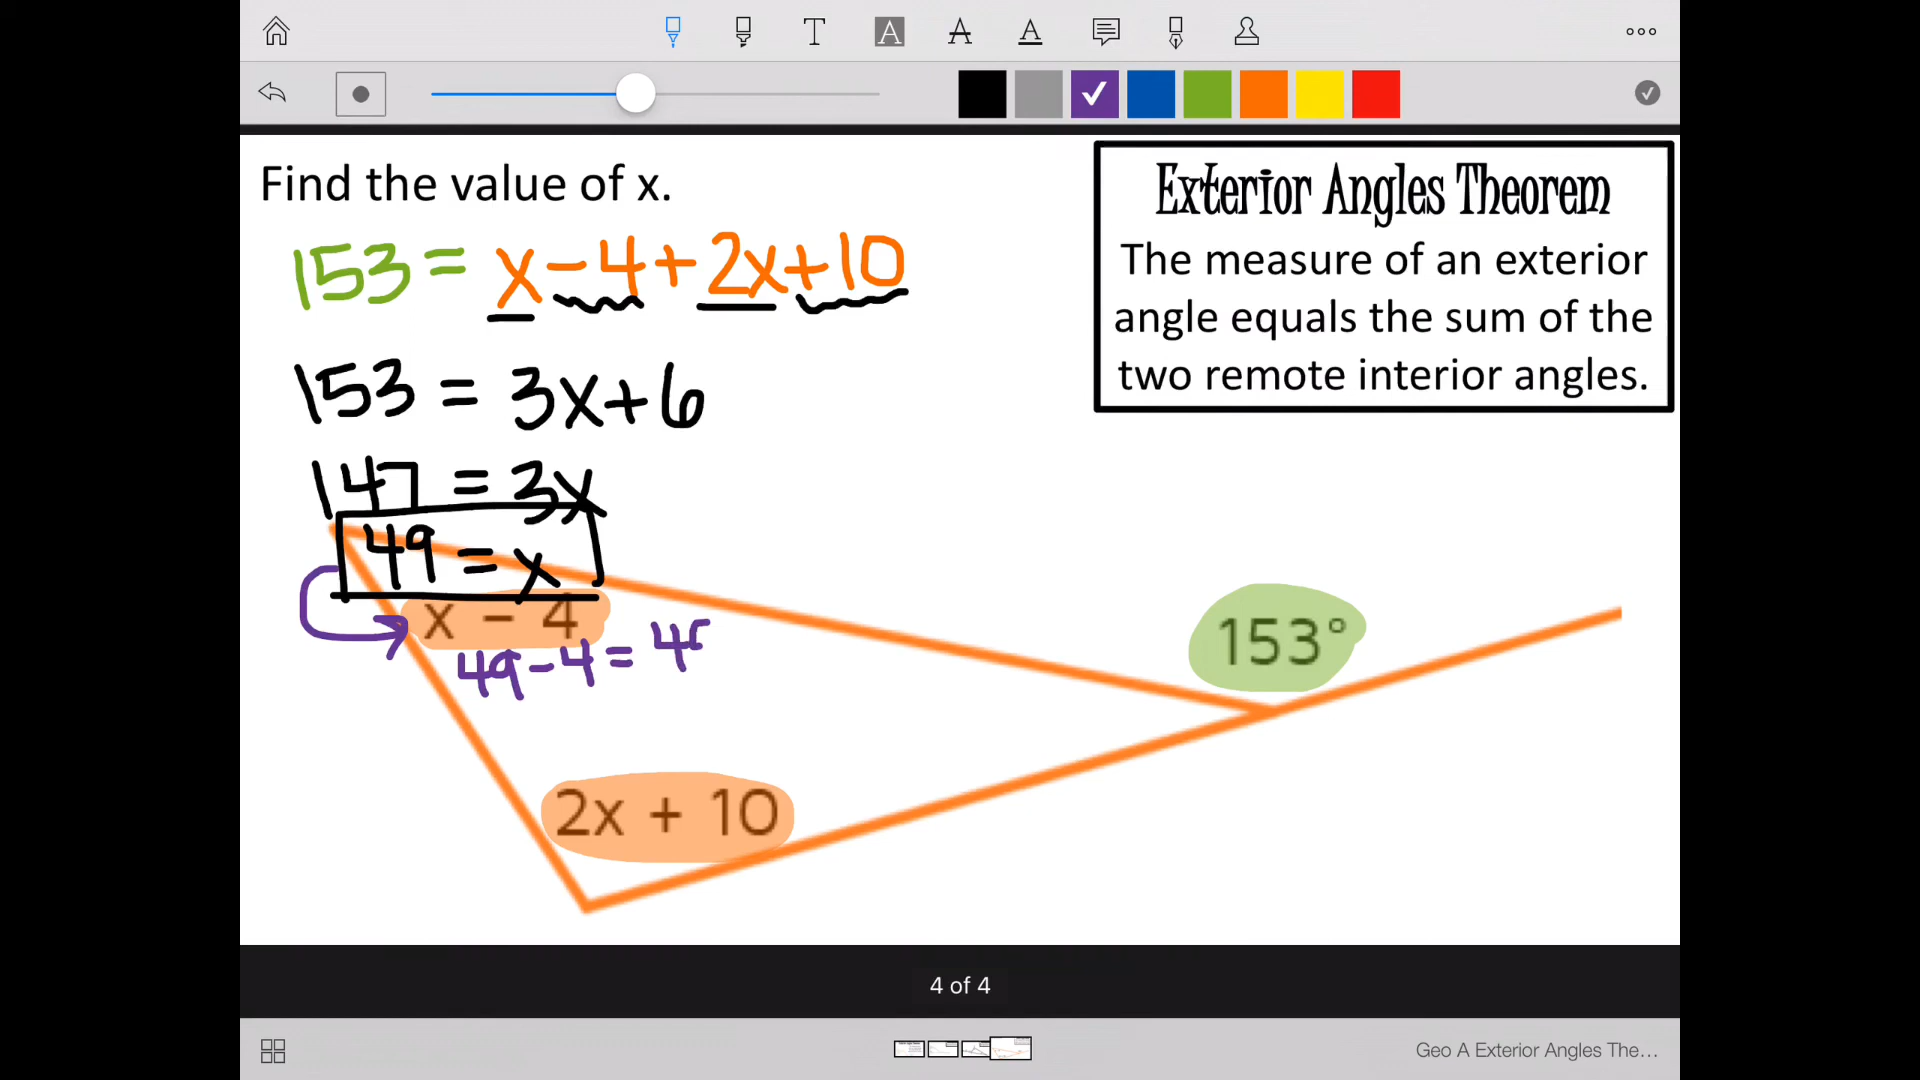 T A A A
Find the value of x.
153 = x - 4 + 2x + 10
153 = 3x + 6
147 = 3x
49 = x
Exterior Angles Theorem
The measure of an exterior
angle equals the sum of the
two remote interior angles.
x − 4
49 - 4 =
153°
2x + 10
4 of 4
Geo A Exterior Angles The...